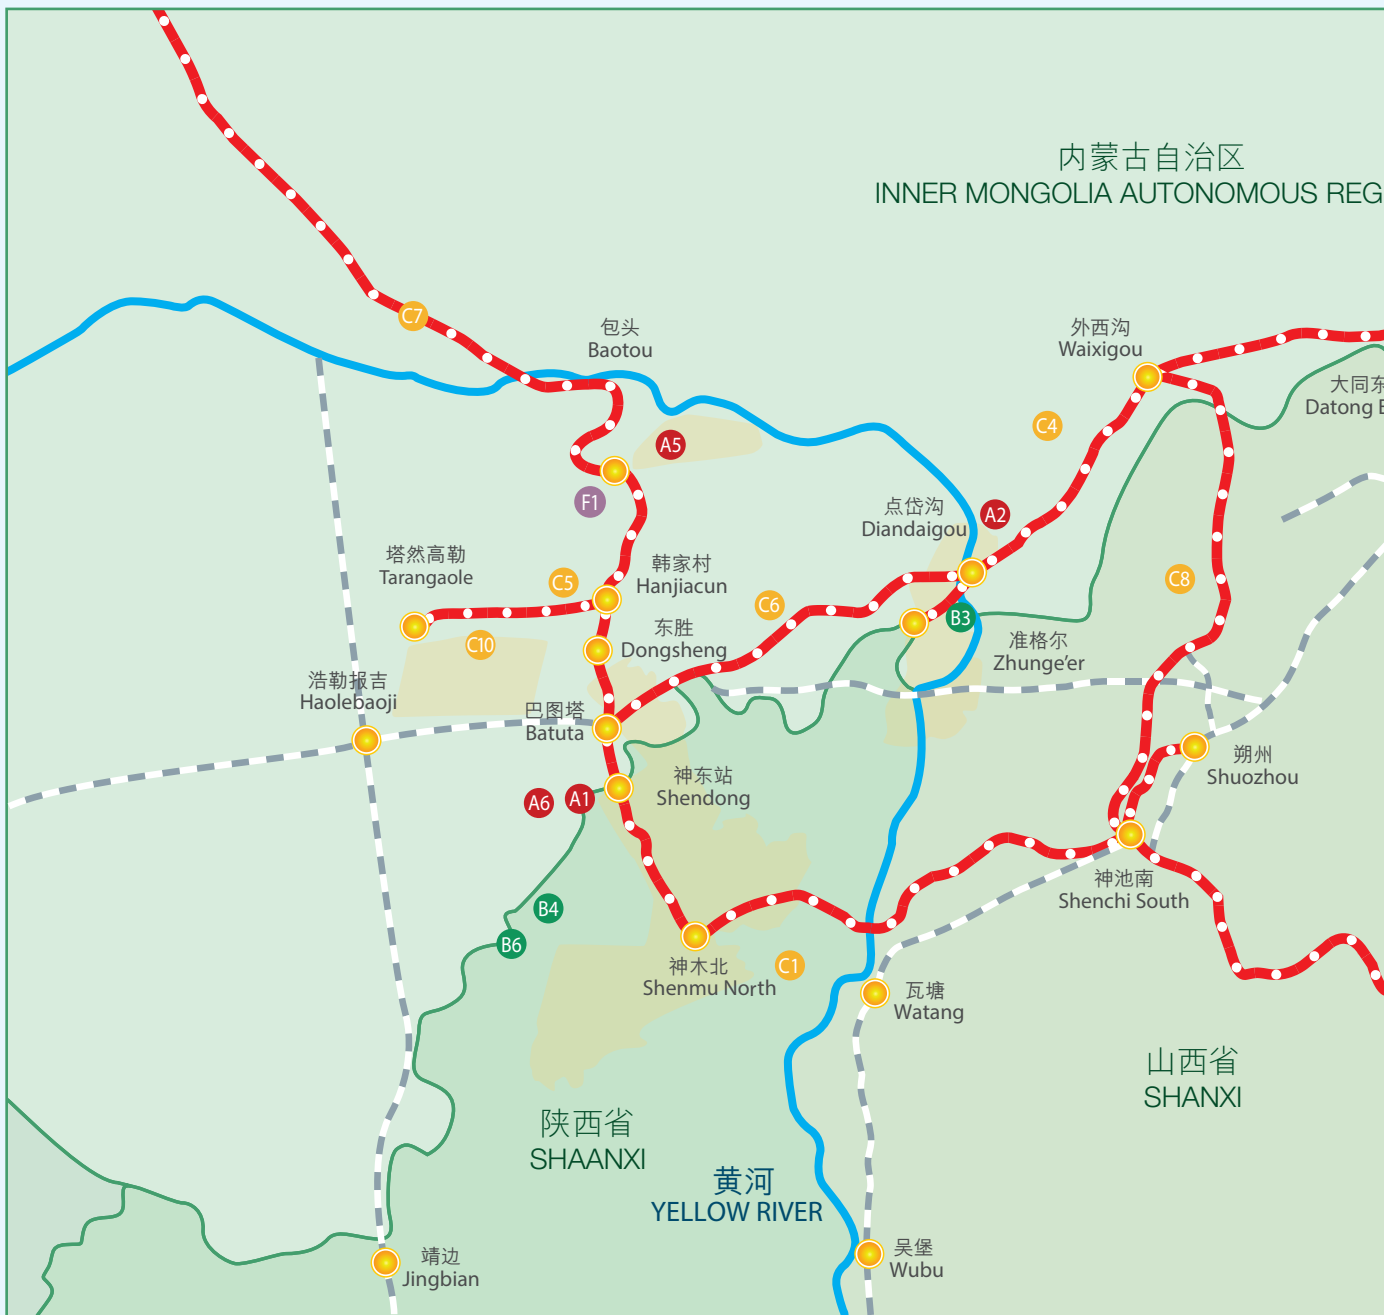 内蒙古自治区
INNER MONGOLIA AUTONOMOUS REG
C7
包头
Baotou
外西沟
Waixigou
大同东
Datong E
C4
A5
F1
点岱沟
Diandaigou
A2
塔然高勒
Tarangaole
C5
韩家村
Hanjiacun
C6
C8
C10
东胜
Dongsheng
B3
准格尔
Zhunge'er
浩勒报吉
Haolebaoji
巴图塔
Batuta
朔州
Shuozhou
神东站
Shendong
A6
A1
神池南
Shenchi South
B4
B6
神木北
Shenmu North
C1
瓦塘
Watang
山西省
SHANXI
陕西省
SHAANXI
黄河
YELLOW RIVER
靖边
Jingbian
吴堡
Wubu